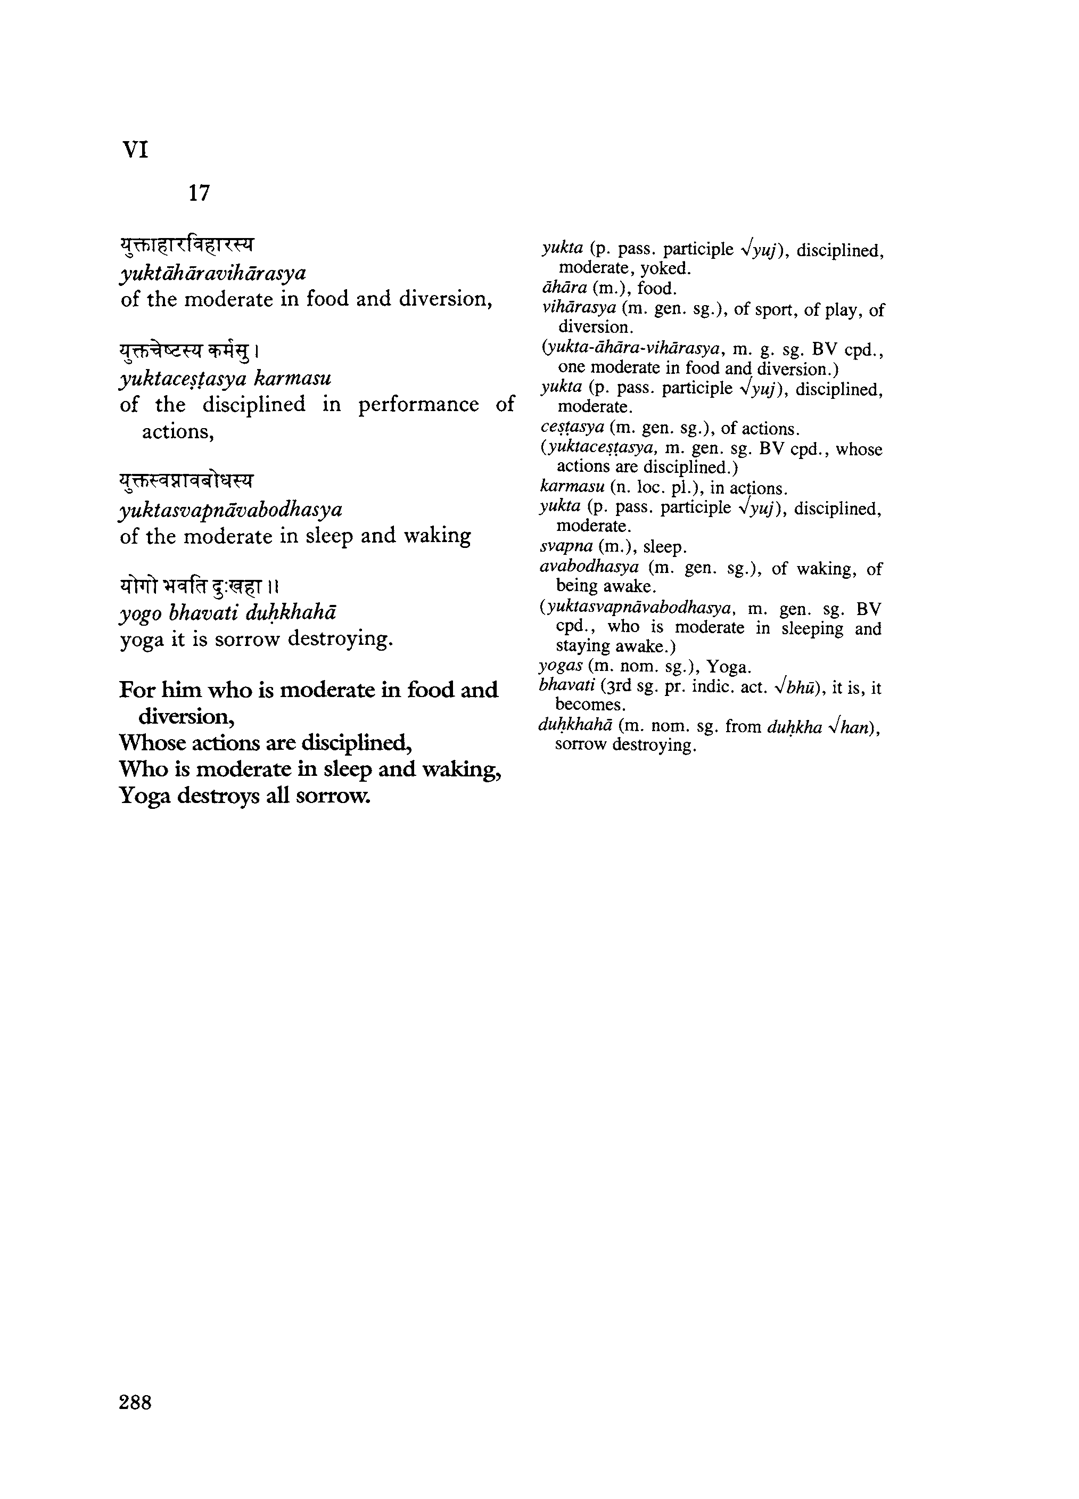 VI
17
युक्ताहारविहारस्य
yuktāhāravihārasya
of the moderate in food and diversion,
युक्तचेष्टस्य कर्मसु ।
yuktaceṣṭasya karmasu
of the disciplined in performance of
actions,
युक्तस्वप्नावबोधस्य
yuktasvapnāvabodhasya
of the moderate in sleep and waking
योगो भवति दुःखहा ॥
yogo bhavati duḥkhahā
yoga it is sorrow destroying.
For him who is moderate in food and
diversion,
Whose actions are disciplined,
Who is moderate in sleep and waking,
Yoga destroys all sorrow.
yukta (p. pass. participle √yuj), disciplined,
moderate, yoked.
āhāra (m.), food.
vihārasya (m. gen. sg.), of sport, of play, of
diversion.
(yukta-āhāra-vihārasya, m. g. sg. BV cpd.,
one moderate in food and diversion.)
yukta (p. pass. participle √yuj), disciplined,
moderate.
ceṣṭasya (m. gen. sg.), of actions.
(yuktaceṣṭasya, m. gen. sg. BV cpd., whose
actions are disciplined.)
karmasu (n. loc. pl.), in actions.
yukta (p. pass. participle √yuj), disciplined,
moderate.
svapna (m.), sleep.
avabodhasya (m. gen. sg.), of waking, of
being awake.
(yuktasvapnāvabodhasya, m. gen. sg. BV
cpd., who is moderate in sleeping and
staying awake.)
yogas (m. nom. sg.), Yoga.
bhavati (3rd sg. pr. indic. act. √bhū), it is, it
becomes.
duḥkhahā (m. nom. sg. from duḥkha √han),
sorrow destroying.
288